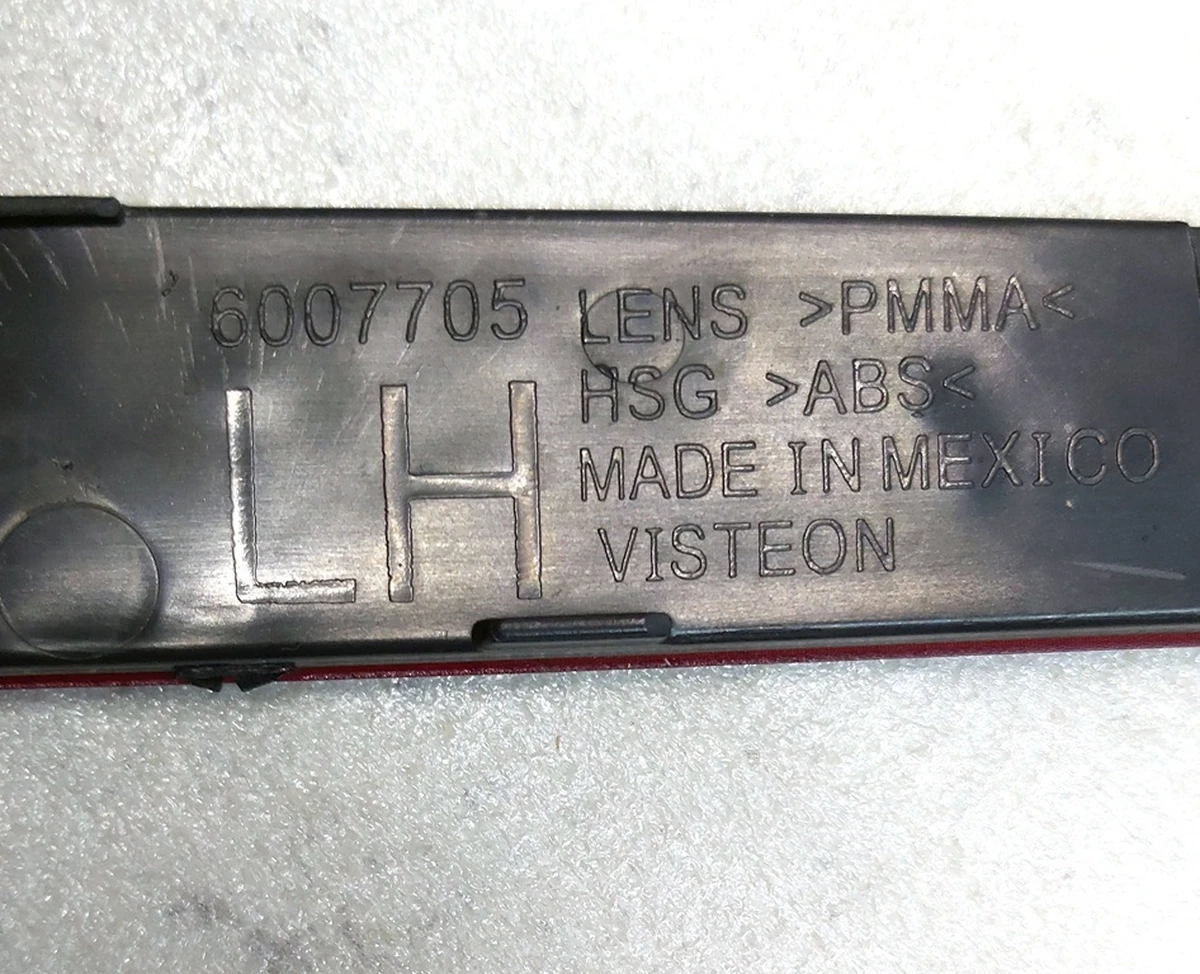 6007705 LENS >PMMA<
LH HSG >ABS<
MADE IN MEXICO
VISTEON